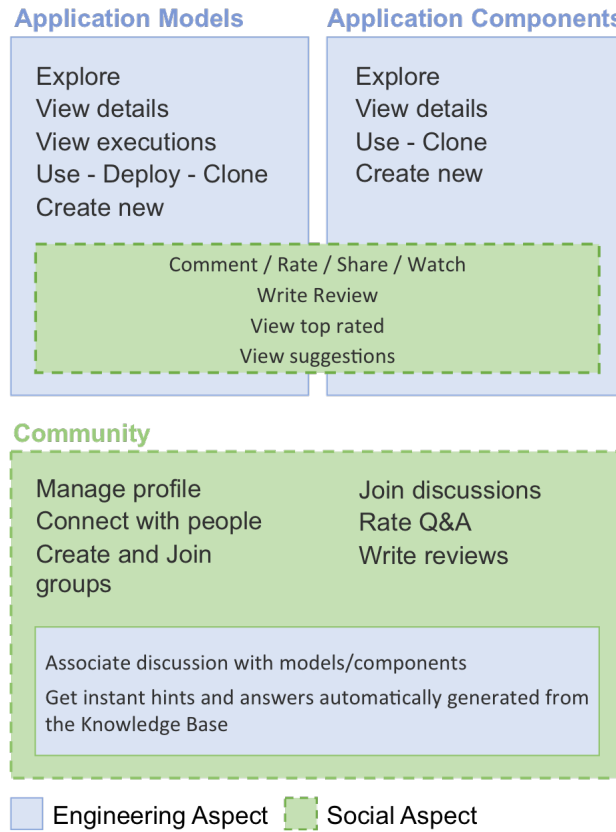 Application Models
Application Components
Explore
View details
View executions
Use - Deploy - Clone
Create new
Explore
View details
Use - Clone
Create new
Comment / Rate / Share / Watch
Write Review
View top rated
View suggestions
Community
Manage profile
Connect with people
Create and Join
groups
Join discussions
Rate Q&A
Write reviews
Associate discussion with models/components
Get instant hints and answers automatically generated from
the Knowledge Base
Engineering Aspect
Social Aspect